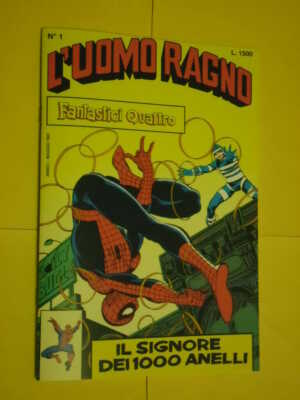 N° 1
L. 1500
L'UOMO RAGNO
Fantastici Quattro
IL SIGNORE
DEI 1000 ANELLI